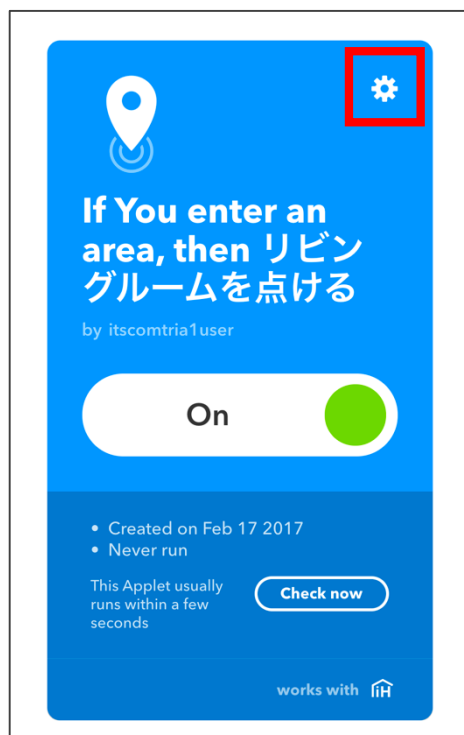 If You enter an
area, then リビン
グルームを点ける
by itscomtria1user
On
• Created on Feb 17 2017
• Never run
This Applet usually
runs within a few
seconds
Check now
works with iH